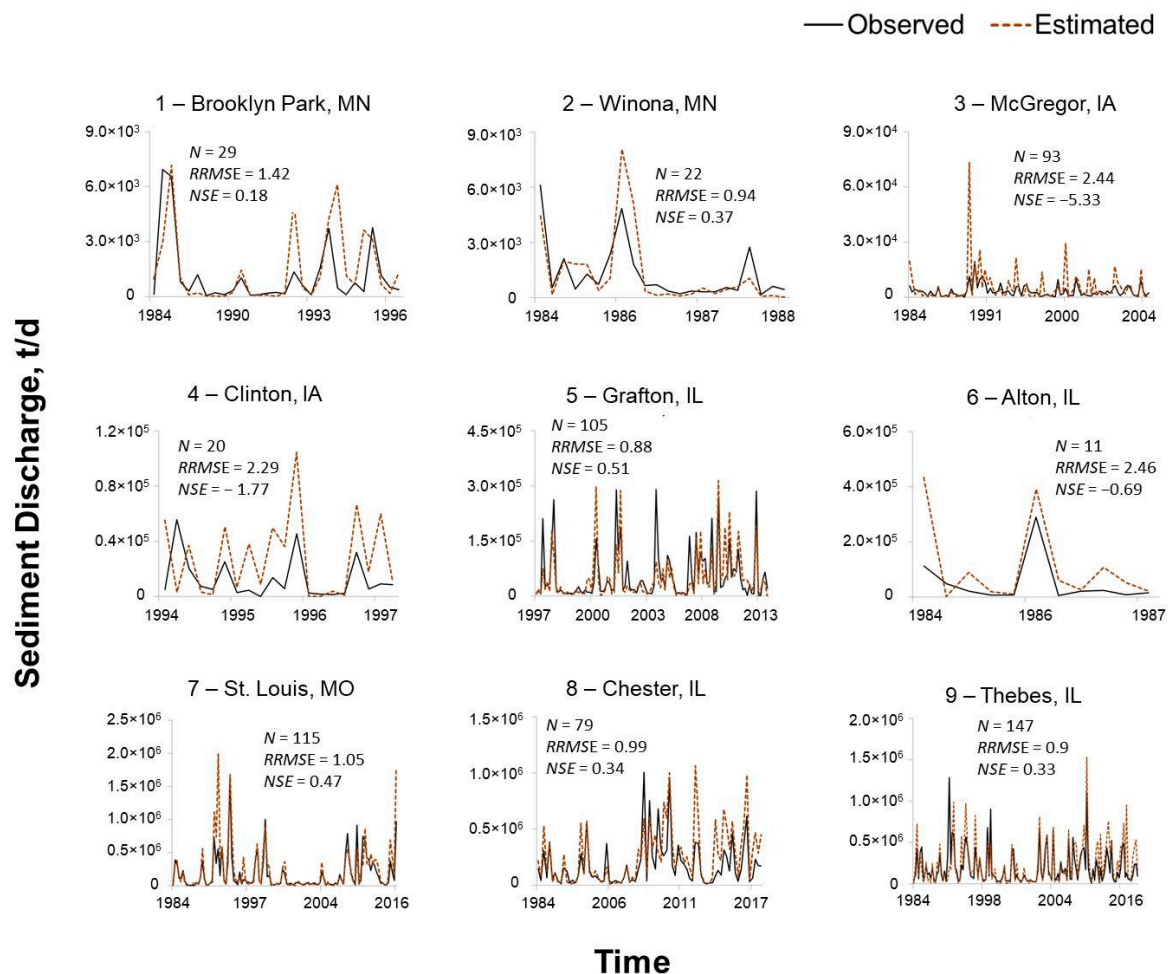 Observed Estimated
Sediment Discharge, t/d
1 – Brooklyn Park, MN
9.0×10³
6.0×10³
3.0×10³
0
N = 29
RRMSE = 1.42
NSE = 0.18
1984 1990 1993 1996
2 – Winona, MN
9.0×10³
6.0×10³
3.0×10³
0
N = 22
RRMSE = 0.94
NSE = 0.37
1984 1986 1987 1988
3 – McGregor, IA
9.0×10⁴
6.0×10⁴
3.0×10⁴
0
N = 93
RRMSE = 2.44
NSE = −5.33
1984 1991 2000 2004
4 – Clinton, IA
1.2×10⁵
0.8×10⁵
0.4×10⁵
0
N = 20
RRMSE = 2.29
NSE = – 1.77
1994 1995 1996 1997
5 – Grafton, IL
4.5×10⁵
3.0×10⁵
1.5×10⁵
0
N = 105
RRMSE = 0.88
NSE = 0.51
1997 2000 2003 2008 2013
6 – Alton, IL
6.0×10⁵
4.0×10⁵
2.0×10⁵
0
N = 11
RRMSE = 2.46
NSE = −0.69
1984 1986 1987
7 – St. Louis, MO
2.5×10⁶
2.0×10⁶
1.5×10⁶
1.0×10⁶
0.5×10⁶
0
N = 115
RRMSE = 1.05
NSE = 0.47
1984 1997 2004 2016
8 – Chester, IL
1.5×10⁶
1.0×10⁶
0.5×10⁶
0
N = 79
RRMSE = 0.99
NSE = 0.34
1984 2006 2011 2017
9 – Thebes, IL
2.0×10⁶
1.5×10⁶
1.0×10⁶
0.5×10⁶
0
N = 147
RRMSE = 0.9
NSE = 0.33
1984 1998 2004 2016
Time